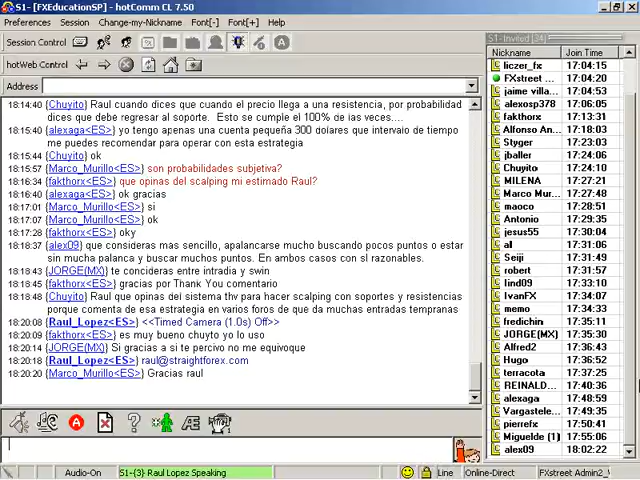 S1- [FXEducationSP] - hotComm CL 7.50
Preferences Session Change-my-Nickname Font[-] Font[+] Help
Session Control
hotWeb Control
Address
18:14:40 {Chuyito} Raul cuando dices que cuando el precio llega a una resistencia, por probabilidad
dices que debe regresar al soporte. Esto se cumple el 100% de ias veces....
18:15:40 {alexaga<ES>} yo tengo apenas una cuenta pequeña 300 dolares que intervaio de tiempo
me puedes recomendar para operar con esta estrategia
18:15:44 {Chuyito} ok
18:15:57 {Marco_Murillo<ES>} son probabilidades subjetiva?
18:16:34 {fakthorx<ES>} que opinas del scalping mi estimado Raul?
18:16:40 {alexaga<ES>} ok gracias
18:17:01 {Marco_Murillo<ES>} si
18:17:07 {Marco_Murillo<ES>} ok
18:17:28 {fakthorx<ES>} oky
18:18:37 {alex09} que consideras mas sencillo, apalancarse mucho buscando pocos puntos o estar
sin mucha palanca y buscar muchos puntos. En ambos casos con sl razonables.
18:18:43 {JORGE(MX)} te concideras entre intradia y swin
18:18:45 {fakthorx<ES>} gracias por Thank You comentario
18:18:48 {Chuyito} Raul que opinas del sistema thv para hacer scalping con soportes y resistencias
porque comenta de esa estrategia en varios foros de que da muchas entradas tempranas
18:20:08 {Raul_Lopez<ES>} <<Timed Camera (1.0s) Off>>
18:20:09 {fakthorx<ES>} es muy bueno chuyto yo lo uso
18:20:14 {JORGE(MX)} Si gracias a si te percivo no me equivoque
18:20:18 {Raul_Lopez<ES>} raul@straightforex.com
18:20:20 {Marco_Murillo<ES>} Gracias raul
S1-Invited [34]
Nickname Join Time
liczer_fx 17:04:15
FXstreet ... 17:04:20
jaime villa... 17:04:38
alexosp378 17:06:05
fakthorx 17:13:31
Alfonso An... 17:13:38
Styger 17:23:44
jballer 17:24:06
Chuyito 17:24:10
MILENA 17:27:21
Marco Mur... 17:27:48
maoco 17:28:51
Antonio 17:29:35
jesus55 17:30:04
al 17:31:06
Seiji 17:31:49
robert 17:31:57
lind09 17:33:10
IvanFX 17:34:07
memo 17:34:37
fredichin 17:35:11
JORGE(MX) 17:35:30
Alfred2 17:36:43
Hugo 17:36:52
terracota 17:37:25
REINALD... 17:40:36
alexaga 17:48:59
Vargastele... 17:49:35
pierrefx 17:50:41
Miguelde (1) 17:55:06
alex09 18:02:22
Audio-On S1-{3} Raul Lopez Speaking Line Online-Direct FXstreet Admin2_